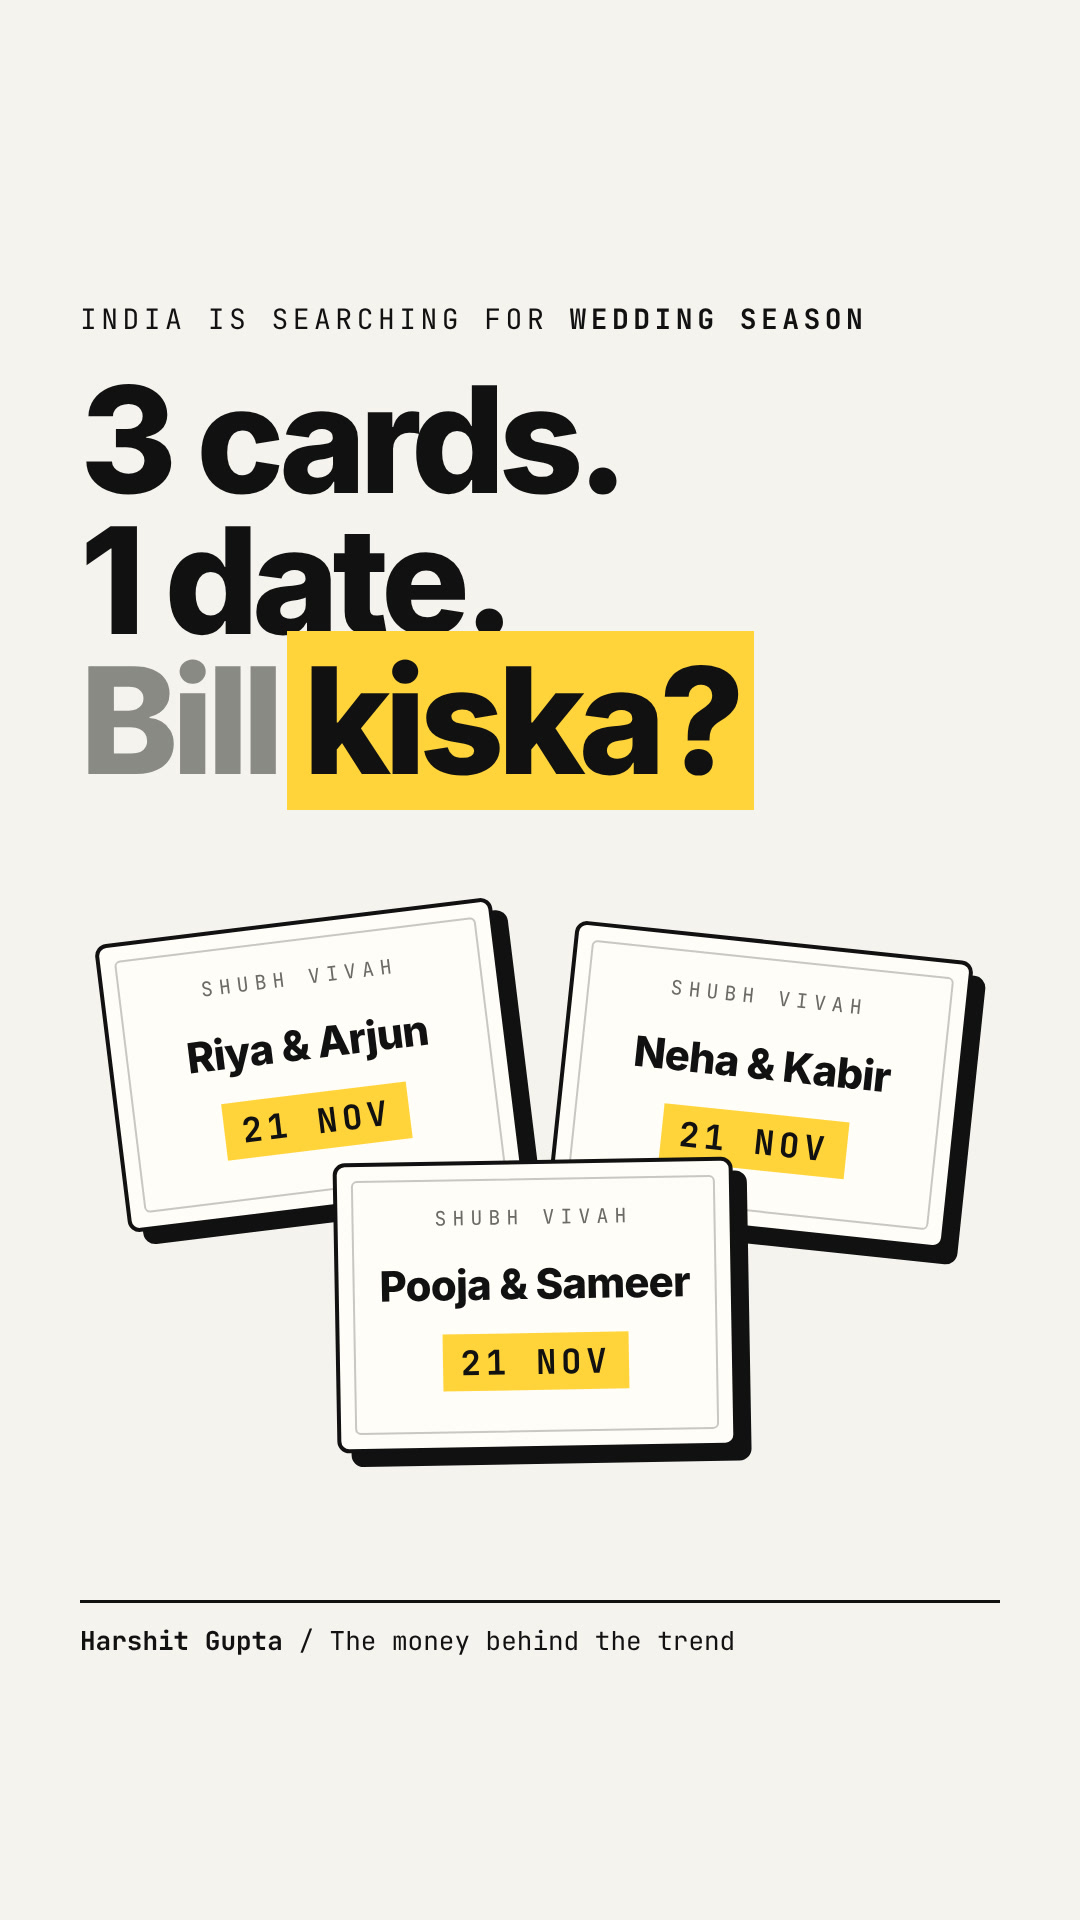 INDIA IS SEARCHING FOR WEDDING SEASON
3 cards.
1 date.
Bill kiska?
SHUBH VIVAH
Riya & Arjun
21 NOV
SHUBH VIVAH
Neha & Kabir
21 NOV
SHUBH VIVAH
Pooja & Sameer
21 NOV
Harshit Gupta / The money behind the trend